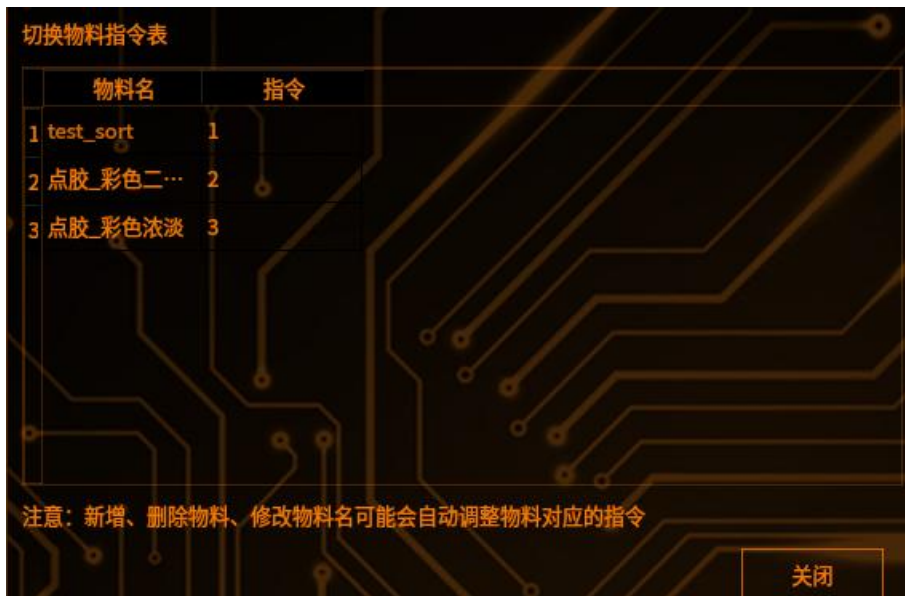 切换物料指令表
物料名 指令
1 test_sort 1
2 点胶_彩色二… 2
3 点胶_彩色浓淡 3
注意：新增、删除物料、修改物料名可能会自动调整物料对应的指令
关闭